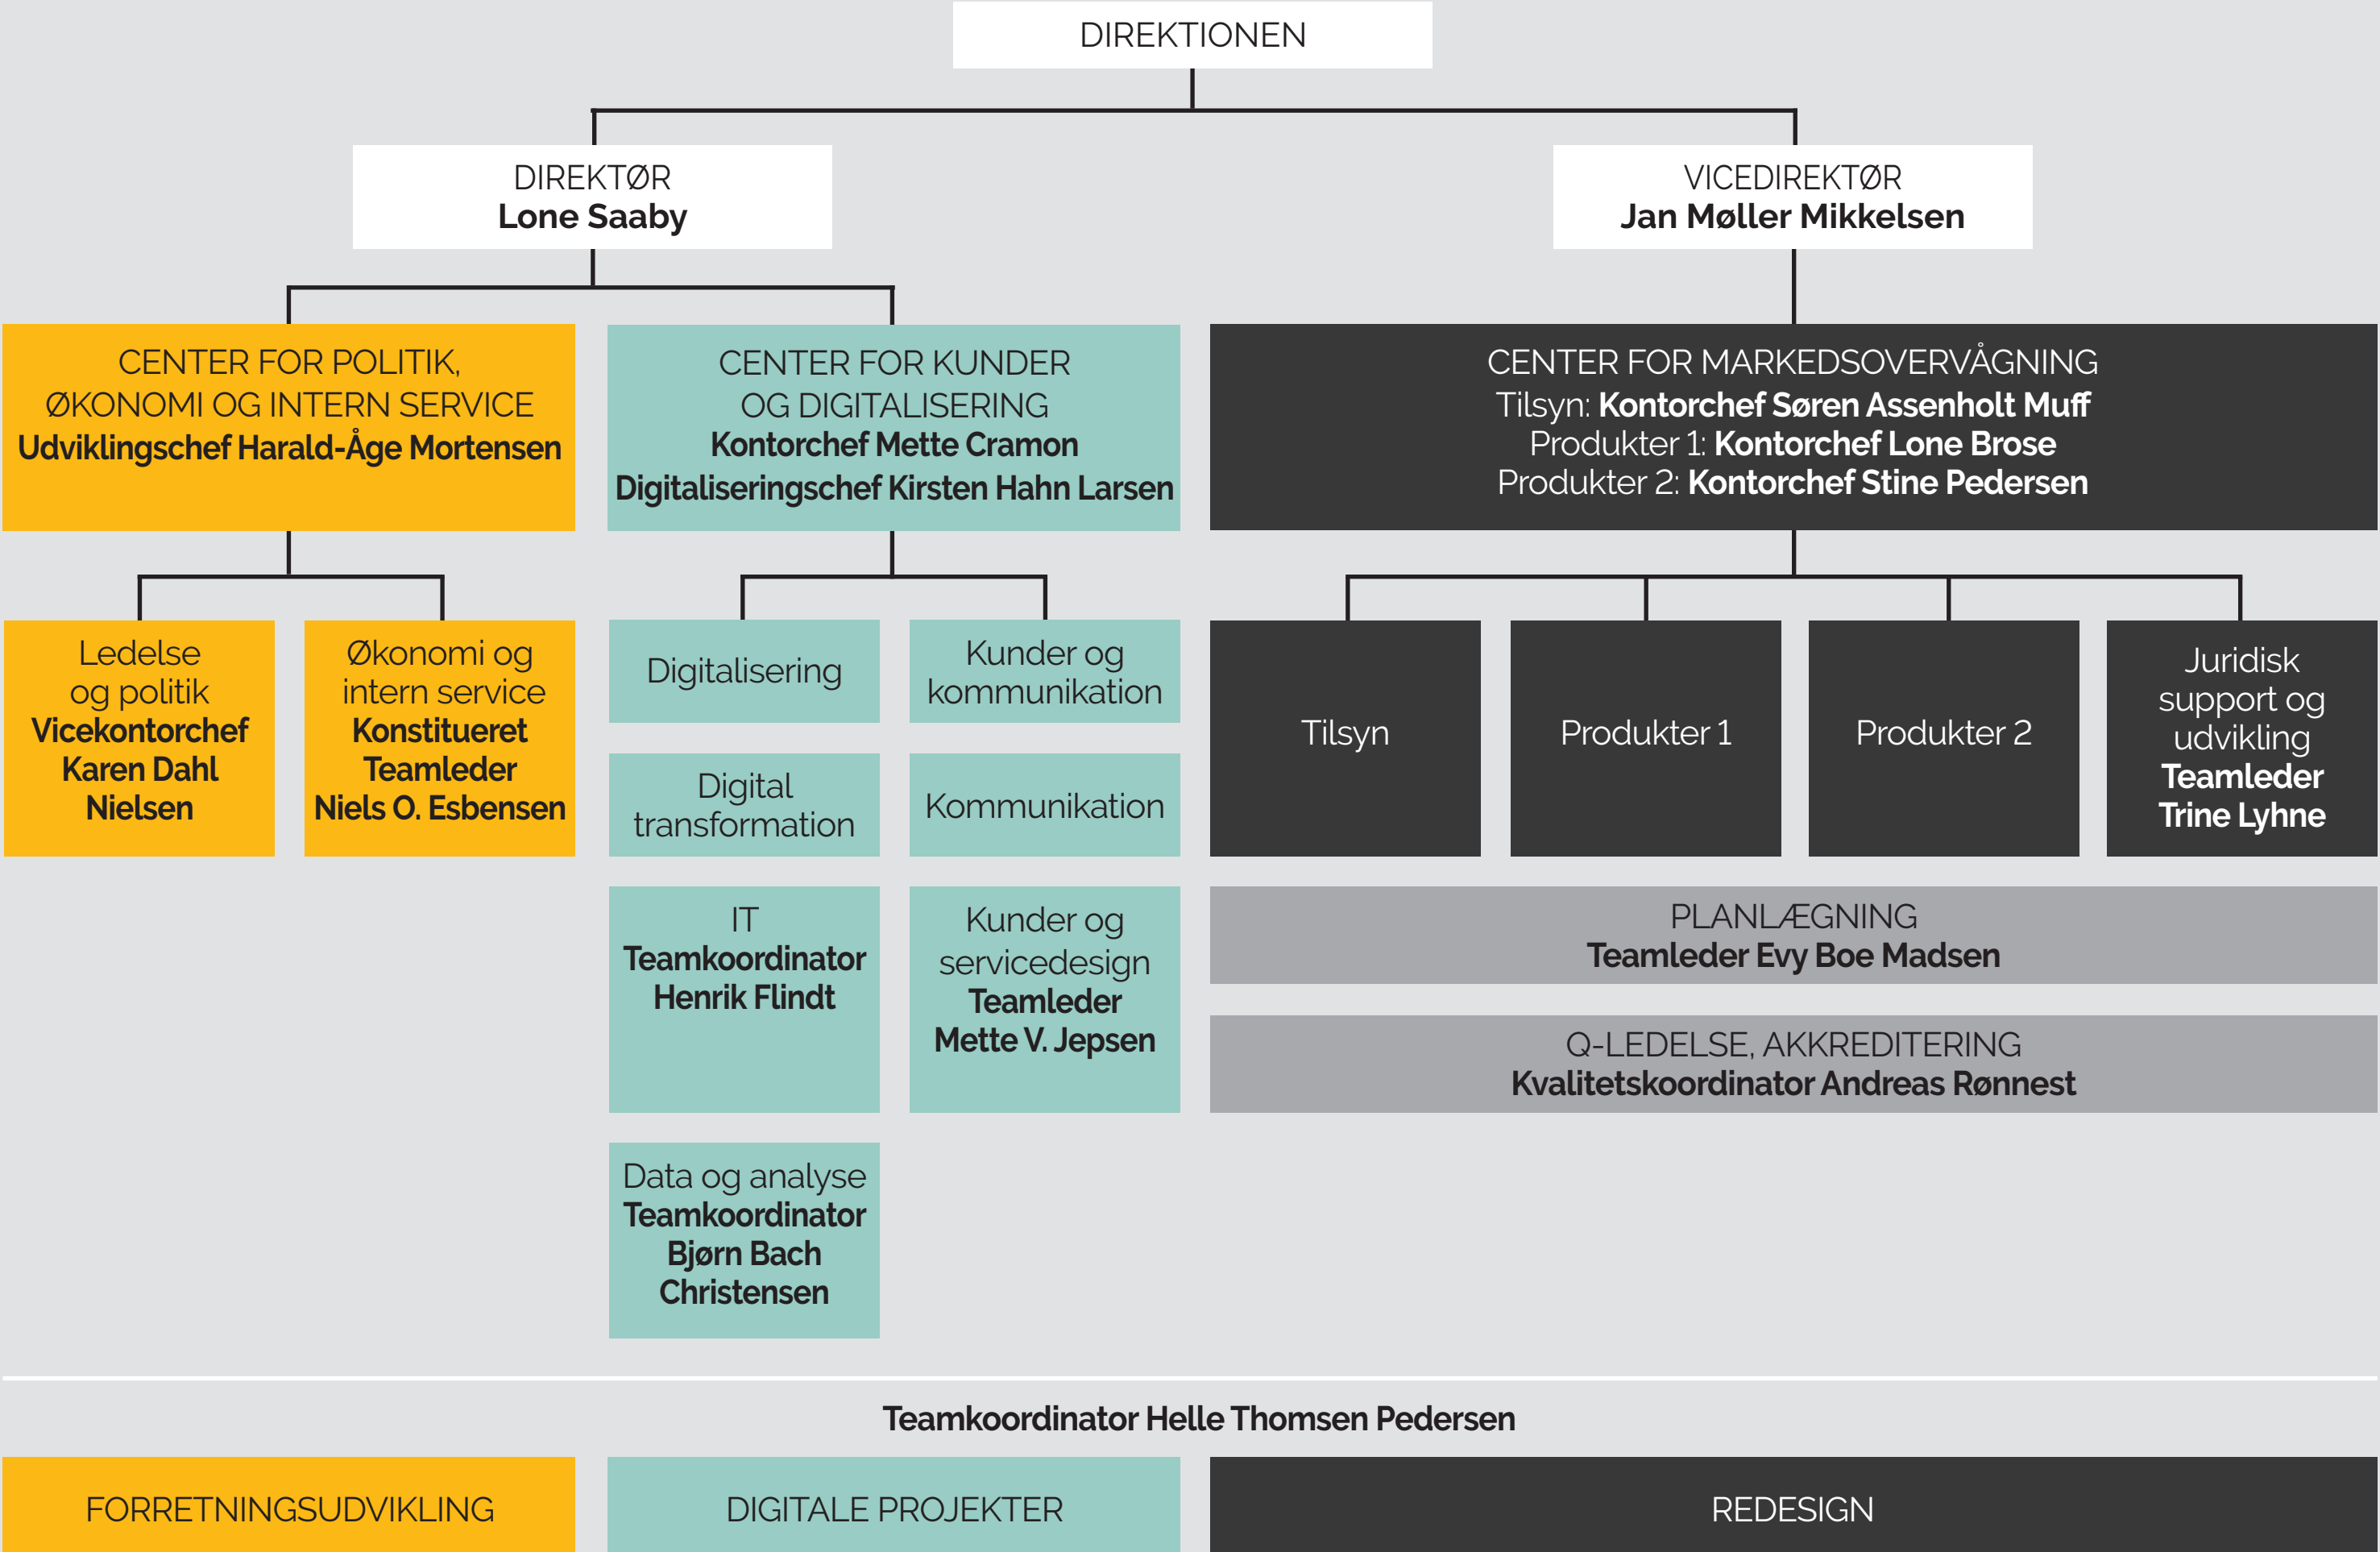 DIREKTIONEN
DIREKTØR
Lone Saaby
VICEDIREKTØR
Jan Møller Mikkelsen
CENTER FOR POLITIK,
ØKONOMI OG INTERN SERVICE
Udviklingschef Harald-Åge Mortensen
CENTER FOR KUNDER
OG DIGITALISERING
Kontorchef Mette Cramon
Digitaliseringschef Kirsten Hahn Larsen
CENTER FOR MARKEDSOVERVÅGNING
Tilsyn: Kontorchef Søren Assenholt Muff
Produkter 1: Kontorchef Lone Brose
Produkter 2: Kontorchef Stine Pedersen
Ledelse
og politik
Vicekontorchef
Karen Dahl
Nielsen
Økonomi og
intern service
Konstitueret
Teamleder
Niels O. Esbensen
Digitalisering
Kunder og
kommunikation
Digital
transformation
Kommunikation
IT
Teamkoordinator
Henrik Flindt
Kunder og
servicedesign
Teamleder
Mette V. Jepsen
Data og analyse
Teamkoordinator
Bjørn Bach
Christensen
Tilsyn
Produkter 1
Produkter 2
Juridisk
support og
udvikling
Teamleder
Trine Lyhne
PLANLÆGNING
Teamleder Evy Boe Madsen
Q-LEDELSE, AKKREDITERING
Kvalitetskoordinator Andreas Rønnest
Teamkoordinator Helle Thomsen Pedersen
FORRETNINGSUDVIKLING
DIGITALE PROJEKTER
REDESIGN